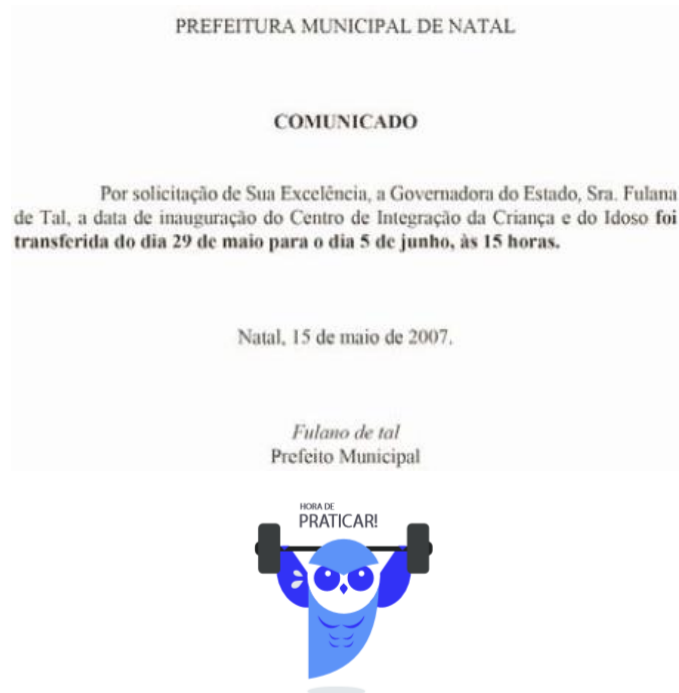 PREFEITURA MUNICIPAL DE NATAL
COMUNICADO
Por solicitação de Sua Excelência, a Governadora do Estado, Sra. Fulana
de Tal, a data de inauguração do Centro de Integração da Criança e do Idoso foi
transferida do dia 29 de maio para o dia 5 de junho, às 15 horas.
Natal, 15 de maio de 2007.
Fulano de tal
Prefeito Municipal
HORA DE
PRATICAR!